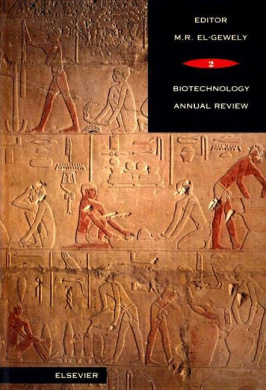 EDITOR
M.R. EL-GEWELY
2
BIOTECHNOLOGY
ANNUAL REVIEW
ELSEVIER